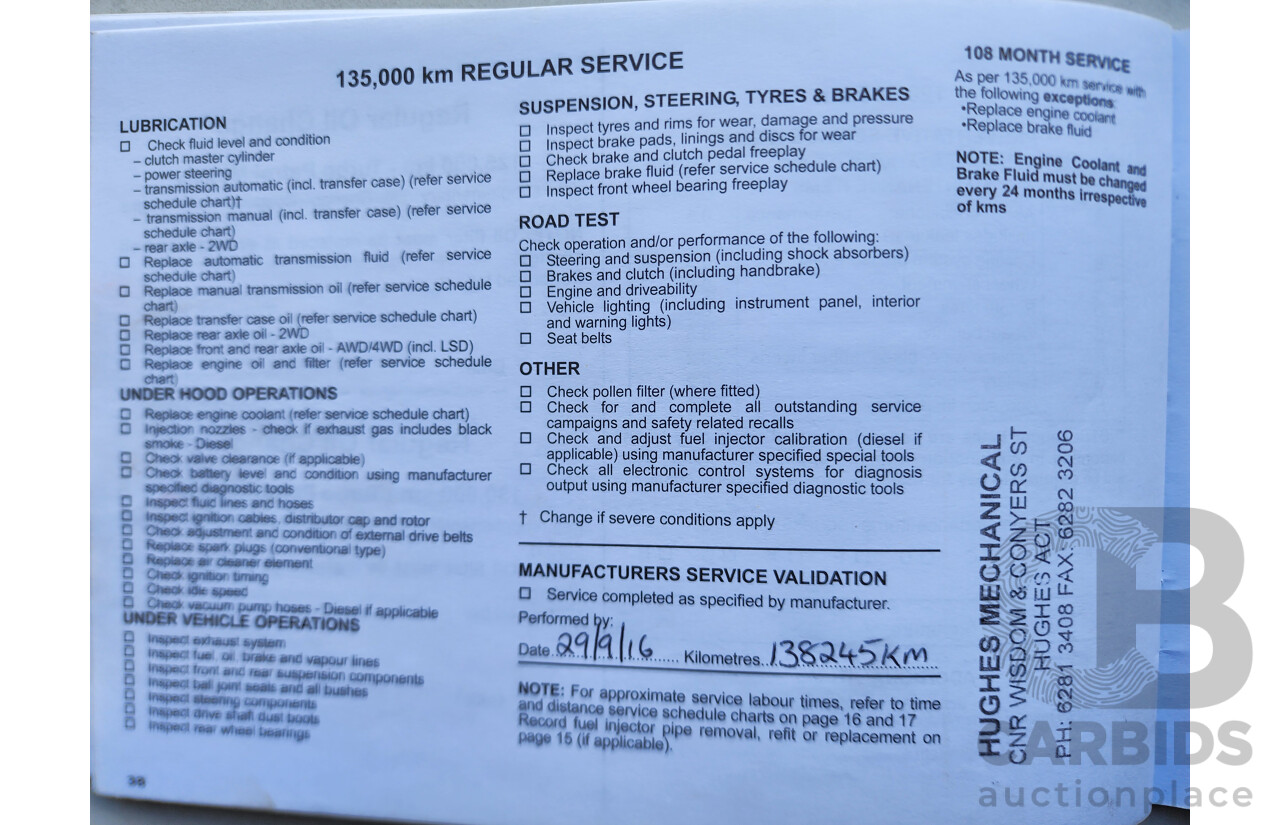 135,000 km REGULAR SERVICE
LUBRICATION
☐ Check fluid level and condition
– clutch master cylinder
– power steering
– transmission automatic (incl. transfer case) (refer service
schedule chart)†
– transmission manual (incl. transfer case) (refer service
schedule chart)
– rear axle - 2WD
☐ Replace automatic transmission fluid (refer service
schedule chart)
☐ Replace manual transmission oil (refer service schedule
chart)
☐ Replace transfer case oil (refer service schedule chart)
☐ Replace rear axle oil - 2WD
☐ Replace front and rear axle oil - AWD/4WD (incl. LSD)
☐ Replace engine oil and filter (refer service schedule
chart)
UNDER HOOD OPERATIONS
☐ Replace engine coolant (refer service schedule chart)
☐ Injection nozzles - check if exhaust gas includes black
smoke - Diesel
☐ Check valve clearance (if applicable)
☐ Check battery level and condition using manufacturer
specified diagnostic tools
☐ Inspect fluid lines and hoses
☐ Inspect ignition cables, distributor cap and rotor
☐ Check adjustment and condition of external drive belts
☐ Replace spark plugs (conventional type)
☐ Replace air cleaner element
☐ Check ignition timing
☐ Check idle speed
☐ Check vacuum pump hoses - Diesel if applicable
UNDER VEHICLE OPERATIONS
☐ Inspect exhaust system
☐ Inspect fuel, oil, brake and vapour lines
☐ Inspect front and rear suspension components
☐ Inspect ball joint seals and all bushes
☐ Inspect steering components
☐ Inspect drive shaft dust boots
☐ Inspect rear wheel bearings
SUSPENSION, STEERING, TYRES & BRAKES
☐ Inspect tyres and rims for wear, damage and pressure
☐ Inspect brake pads, linings and discs for wear
☐ Check brake and clutch pedal freeplay
☐ Replace brake fluid (refer service schedule chart)
☐ Inspect front wheel bearing freeplay
ROAD TEST
Check operation and/or performance of the following:
☐ Steering and suspension (including shock absorbers)
☐ Brakes and clutch (including handbrake)
☐ Engine and driveability
☐ Vehicle lighting (including instrument panel, interior
and warning lights)
☐ Seat belts
OTHER
☐ Check pollen filter (where fitted)
☐ Check for and complete all outstanding service
campaigns and safety related recalls
☐ Check and adjust fuel injector calibration (diesel if
applicable) using manufacturer specified special tools
☐ Check all electronic control systems for diagnosis
output using manufacturer specified diagnostic tools
† Change if severe conditions apply
MANUFACTURERS SERVICE VALIDATION
☐ Service completed as specified by manufacturer.
Performed by:
Date 29/9/16 Kilometres 138245KM
NOTE: For approximate service labour times, refer to time
and distance service schedule charts on page 16 and 17
Record fuel injector pipe removal, refit or replacement on
page 15 (if applicable).
108 MONTH SERVICE
As per 135,000 km service with
the following exceptions
•Replace engine coolant
•Replace brake fluid
NOTE: Engine Coolant and
Brake Fluid must be changed
every 24 months irrespective
of kms
HUGHES MECHANICAL
CNR WISDOM & CONYERS ST
HUGHES ACT
PH: 6281 3408 FAX: 6282 3206
CARBIDS
auctionplace